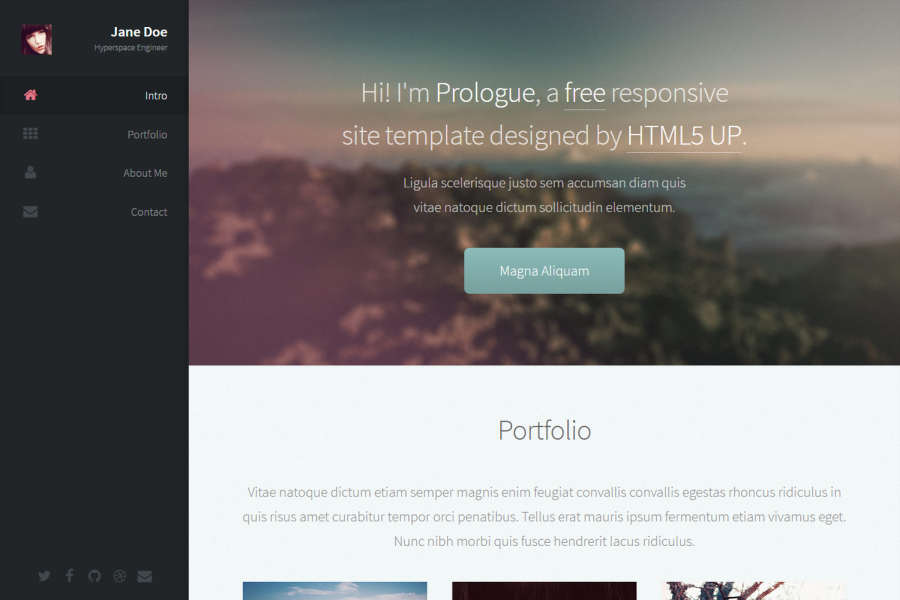 Jane Doe
Hyperspace Engineer
Intro
Portfolio
About Me
Contact
Hi! I'm Prologue, a free responsive
site template designed by HTML5 UP.
Ligula scelerisque justo sem accumsan diam quis
vitae natoque dictum sollicitudin elementum.
Magna Aliquam
Portfolio
Vitae natoque dictum etiam semper magnis enim feugiat convallis convallis egestas rhoncus ridiculus in
quis risus amet curabitur tempor orci penatibus. Tellus erat mauris ipsum fermentum etiam vivamus eget.
Nunc nibh morbi quis fusce hendrerit lacus ridiculus.